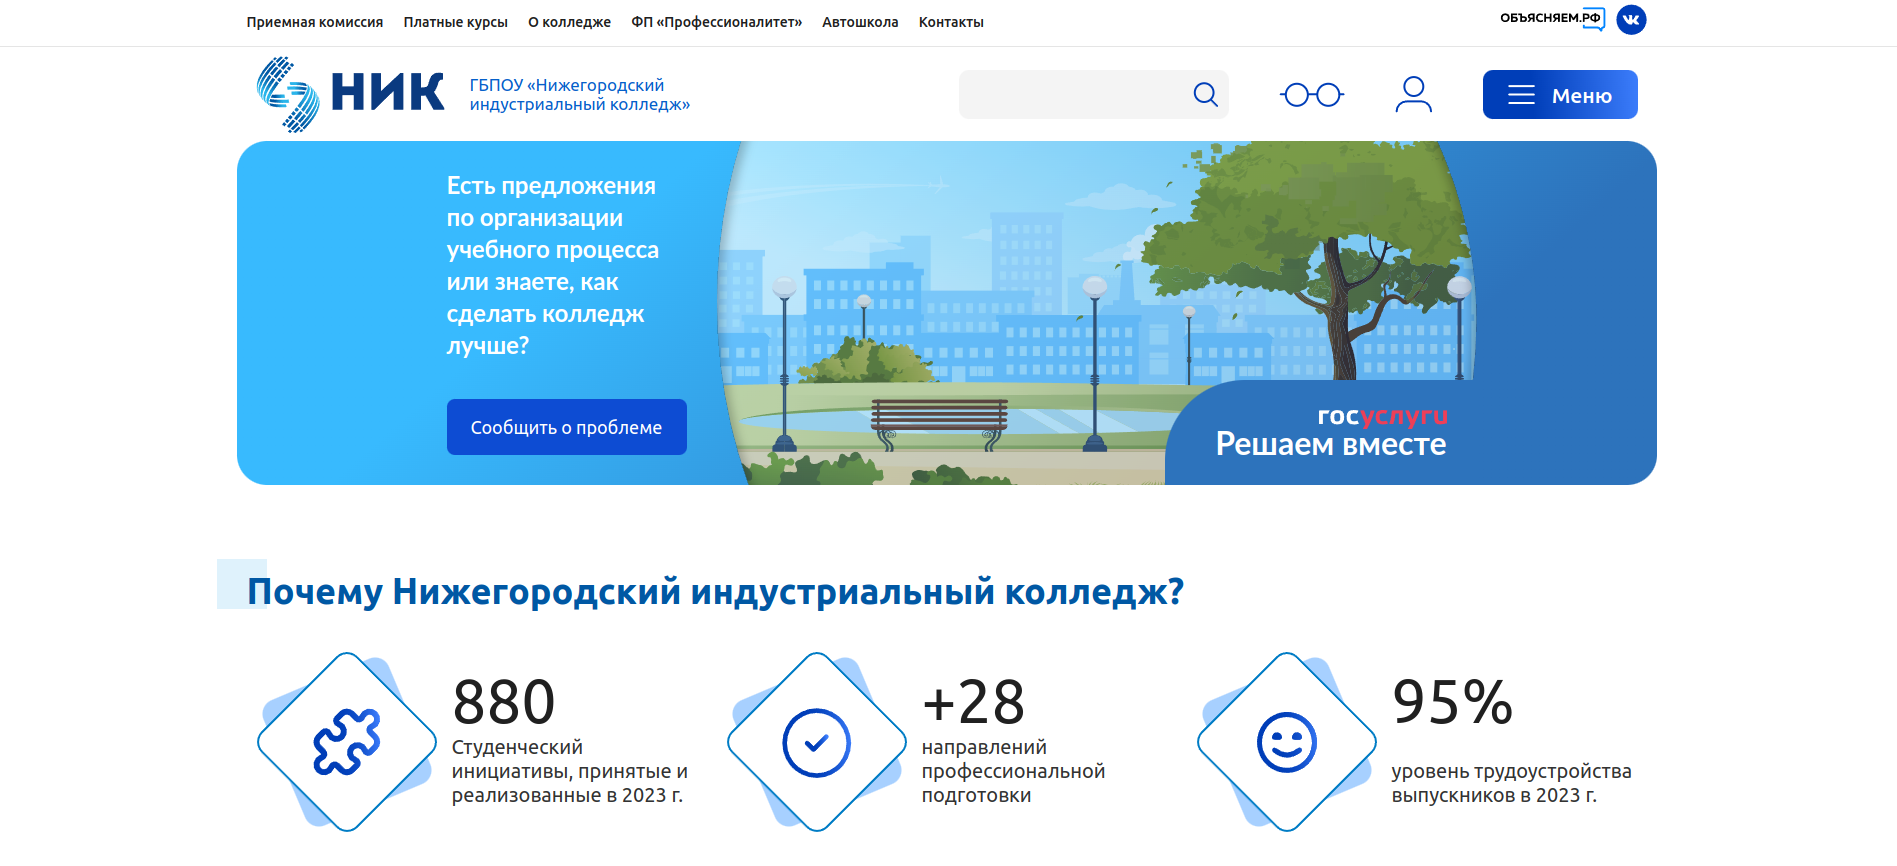 Приемная комиссия Платные курсы О колледже ФП «Профессионалитет» Автошкола Контакты
ОБЪЯСНЯЕМ.РФ
НИК
ГБПОУ «Нижегородский
индустриальный колледж»
Меню
Есть предложения
по организации
учебного процесса
или знаете, как
сделать колледж
лучше?
Сообщить о проблеме
госуслуги
Решаем вместе
Почему Нижегородский индустриальный колледж?
880
Студенческий
инициативы, принятые и
реализованные в 2023 г.
+28
направлений
профессиональной
подготовки
95%
уровень трудоустройства
выпускников в 2023 г.